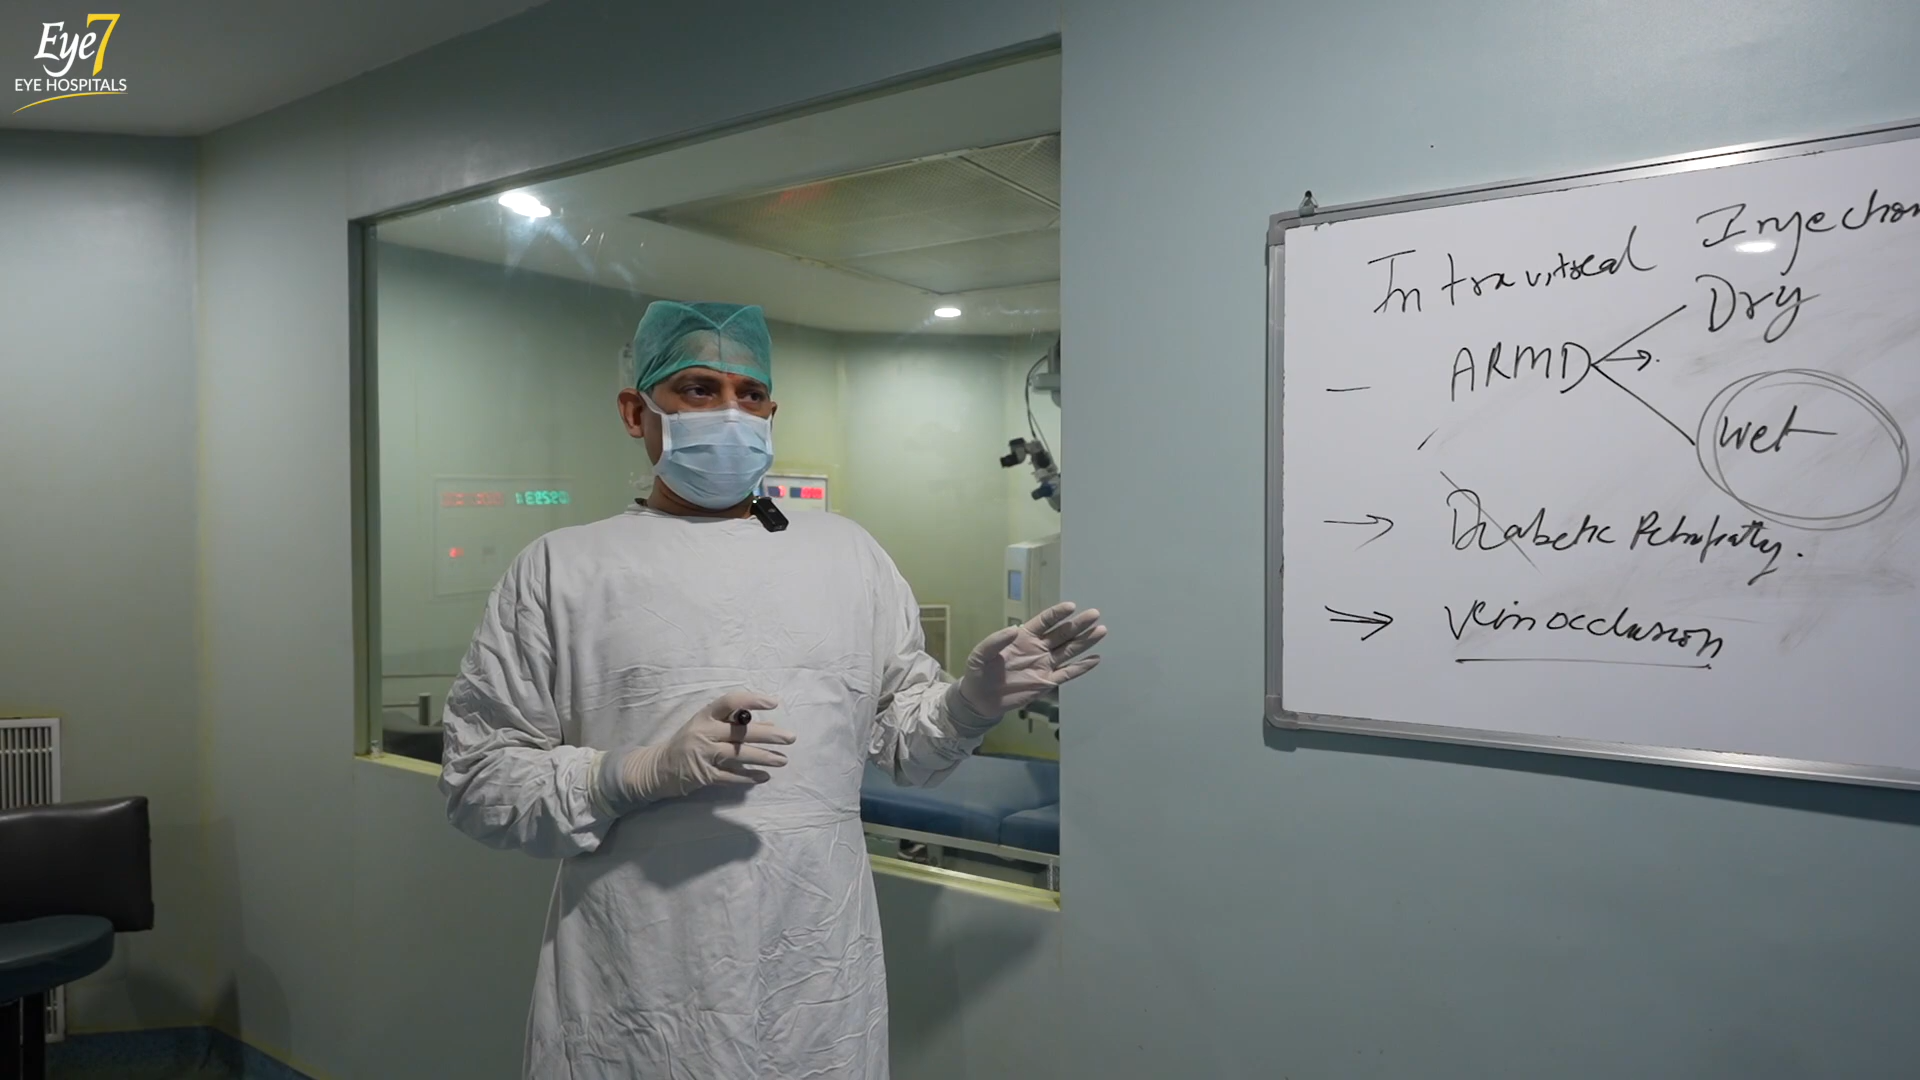 Eye7
EYE HOSPITALS
Intravitreal Injection
ARMD
Dry
Wet
Diabetic Retinopathy.
Vein occlusion